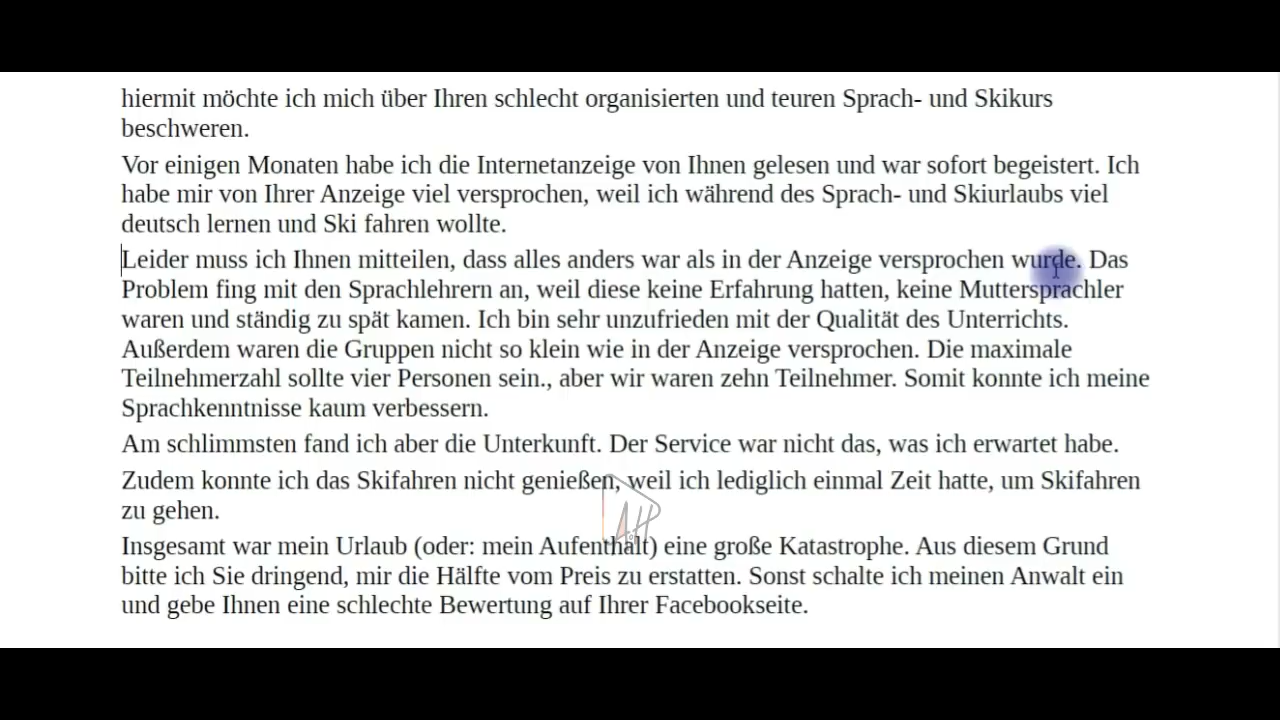 hiermit möchte ich mich über Ihren schlecht organisierten und teuren Sprach- und Skikurs
beschweren.
Vor einigen Monaten habe ich die Internetanzeige von Ihnen gelesen und war sofort begeistert. Ich
habe mir von Ihrer Anzeige viel versprochen, weil ich während des Sprach- und Skiurlaubs viel
deutsch lernen und Ski fahren wollte.
Leider muss ich Ihnen mitteilen, dass alles anders war als in der Anzeige versprochen wurde. Das
Problem fing mit den Sprachlehrern an, weil diese keine Erfahrung hatten, keine Muttersprachler
waren und ständig zu spät kamen. Ich bin sehr unzufrieden mit der Qualität des Unterrichts.
Außerdem waren die Gruppen nicht so klein wie in der Anzeige versprochen. Die maximale
Teilnehmerzahl sollte vier Personen sein., aber wir waren zehn Teilnehmer. Somit konnte ich meine
Sprachkenntnisse kaum verbessern.
Am schlimmsten fand ich aber die Unterkunft. Der Service war nicht das, was ich erwartet habe.
Zudem konnte ich das Skifahren nicht genießen, weil ich lediglich einmal Zeit hatte, um Skifahren
zu gehen.
Insgesamt war mein Urlaub (oder: mein Aufenthalt) eine große Katastrophe. Aus diesem Grund
bitte ich Sie dringend, mir die Hälfte vom Preis zu erstatten. Sonst schalte ich meinen Anwalt ein
und gebe Ihnen eine schlechte Bewertung auf Ihrer Facebookseite.